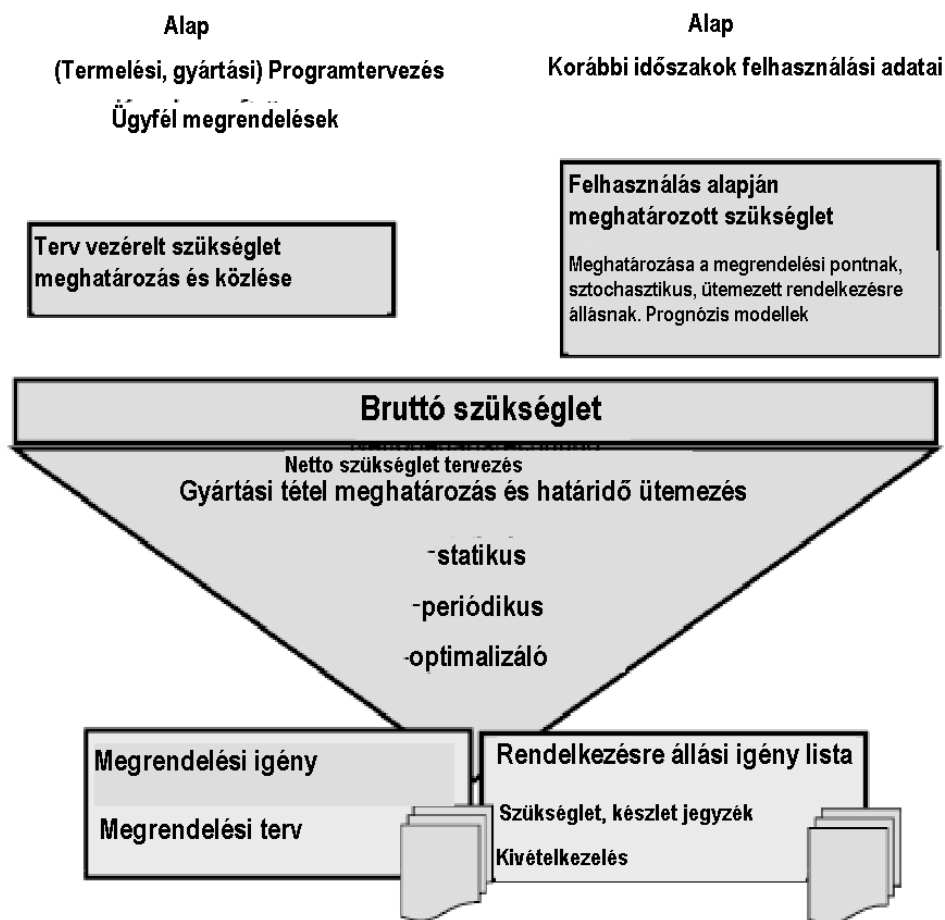 Alap
(Termelési, gyártási) Programtervezés
Ügyfél megrendelések
Alap
Korábbi időszakok felhasználási adatai
Terv vezérelt szükséglet
meghatározás és közlése
Felhasználás alapján
meghatározott szükséglet
Meghatározása a megrendelési pontnak,
sztochasztikus, ütemezett rendelkezésre
állásnak. Prognózis modellek
Bruttó szükséglet
Netto szükséglet tervezés
Gyártási tétel meghatározás és határidő ütemezés
-statikus
-periódikus
-optimalizáló
Megrendelési igény
Megrendelési terv
Rendelkezésre állási igény lista
Szükséglet, készlet jegyzék
Kivételkezelés